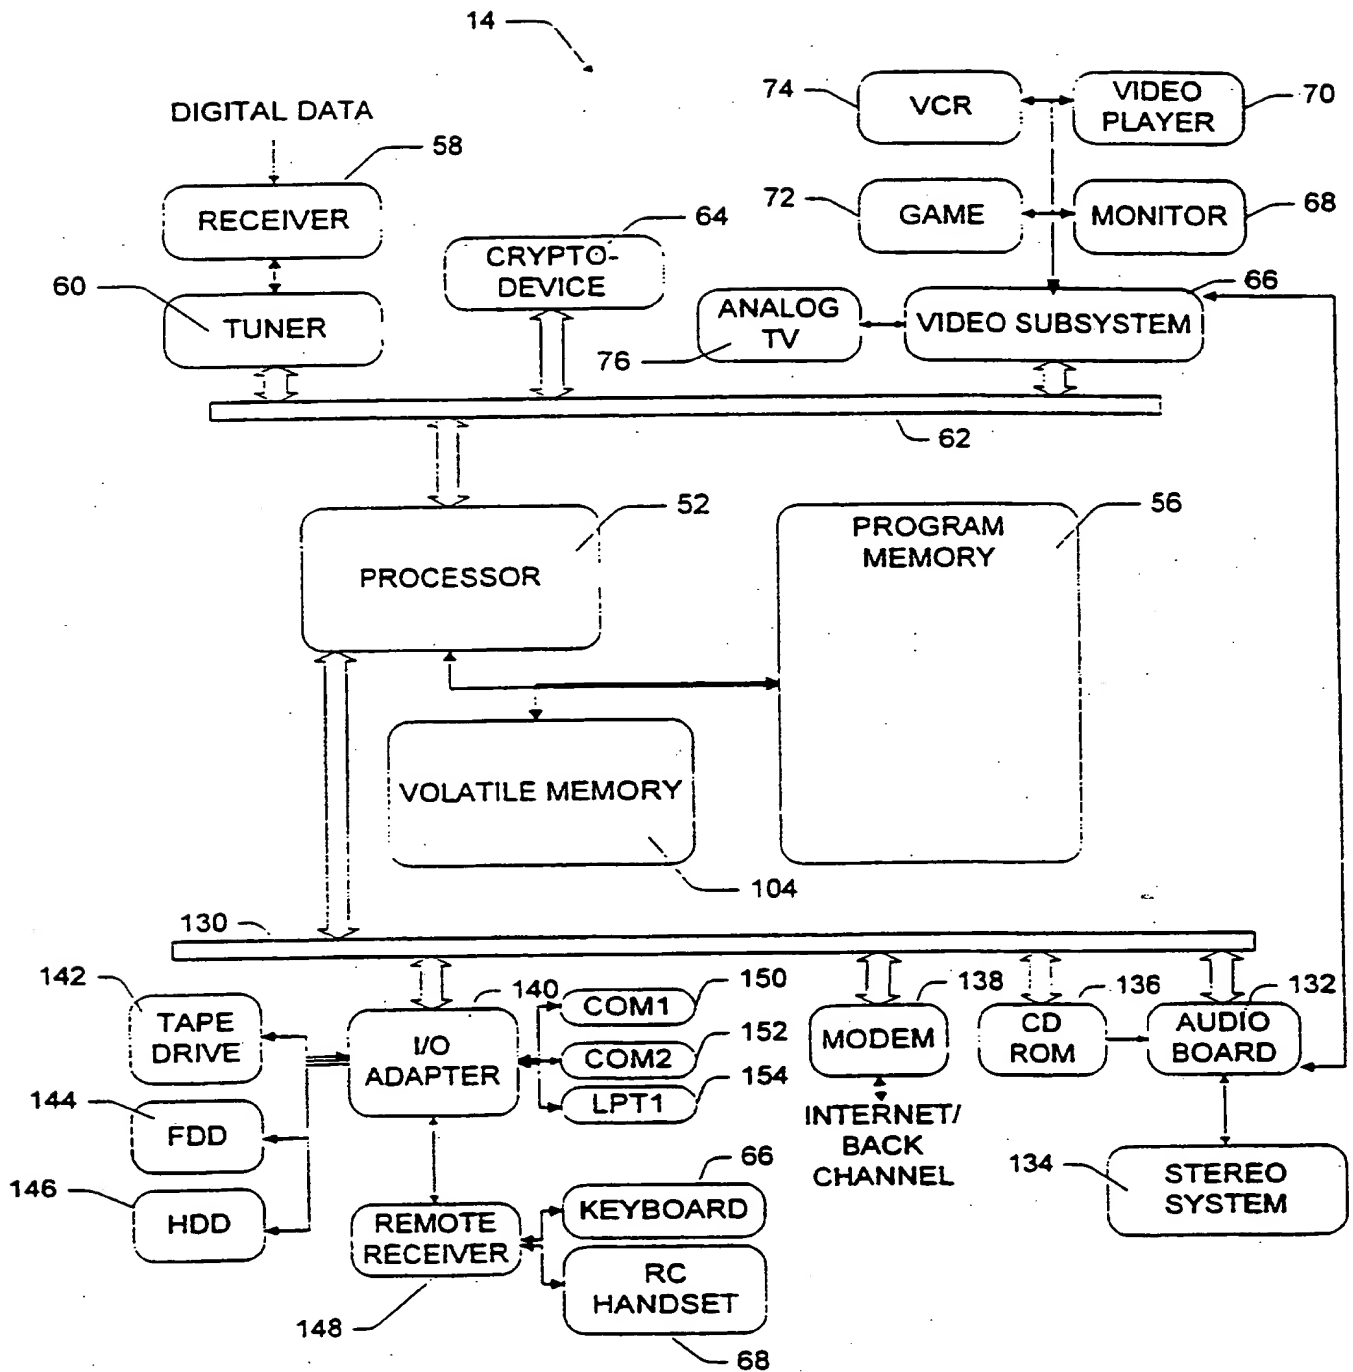 14
DIGITAL DATA
58
RECEIVER
60
TUNER
CRYPTO-
DEVICE
64
74
VCR
VIDEO
PLAYER
70
72
GAME
MONITOR
68
ANALOG
TV
76
VIDEO SUBSYSTEM
66
62
52
PROCESSOR
56
PROGRAM
MEMORY
VOLATILE MEMORY
104
130
142
TAPE
DRIVE
144
FDD
146
HDD
140
I/O
ADAPTER
150
COM1
152
COM2
154
LPT1
138
MODEM
INTERNET/
BACK
CHANNEL
136
CD
ROM
132
AUDIO
BOARD
134
STEREO
SYSTEM
REMOTE
RECEIVER
148
66
KEYBOARD
RC
HANDSET
68